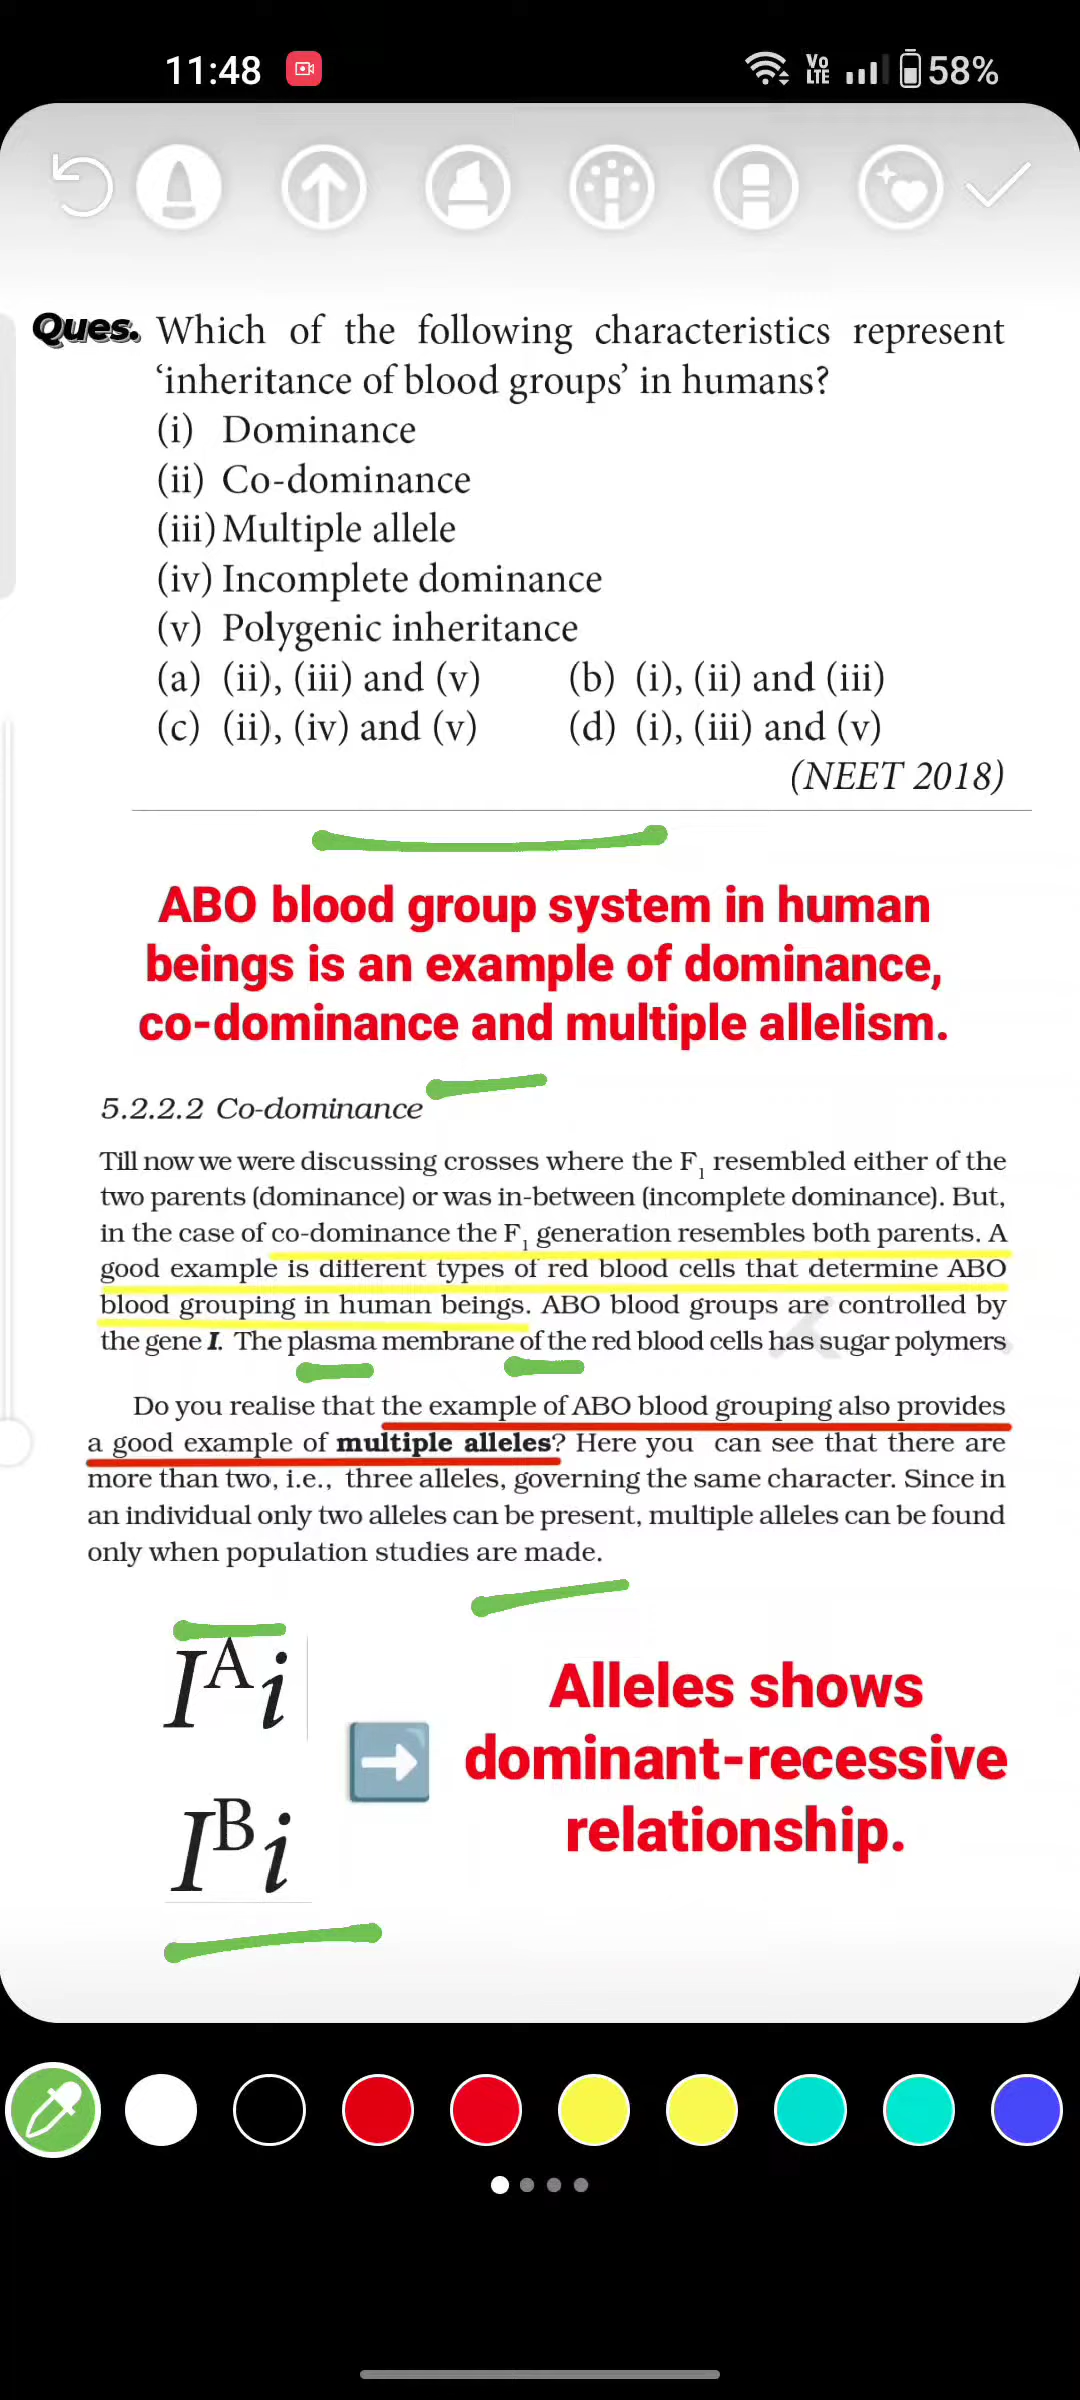 11:48
Vo LTE 58%
Ques. Which of the following characteristics represent
‘inheritance of blood groups’ in humans?
(i) Dominance
(ii) Co-dominance
(iii) Multiple allele
(iv) Incomplete dominance
(v) Polygenic inheritance
(a) (ii), (iii) and (v) (b) (i), (ii) and (iii)
(c) (ii), (iv) and (v) (d) (i), (iii) and (v)
(NEET 2018)
ABO blood group system in human
beings is an example of dominance,
co-dominance and multiple allelism.
5.2.2.2 Co-dominance
Till now we were discussing crosses where the F₁ resembled either of the
two parents (dominance) or was in-between (incomplete dominance). But,
in the case of co-dominance the F₁ generation resembles both parents. A
good example is different types of red blood cells that determine ABO
blood grouping in human beings. ABO blood groups are controlled by
the gene I. The plasma membrane of the red blood cells has sugar polymers
Do you realise that the example of ABO blood grouping also provides
a good example of multiple alleles? Here you can see that there are
more than two, i.e., three alleles, governing the same character. Since in
an individual only two alleles can be present, multiple alleles can be found
only when population studies are made.
Iᴬi
Iᴮi
Alleles shows
dominant-recessive
relationship.